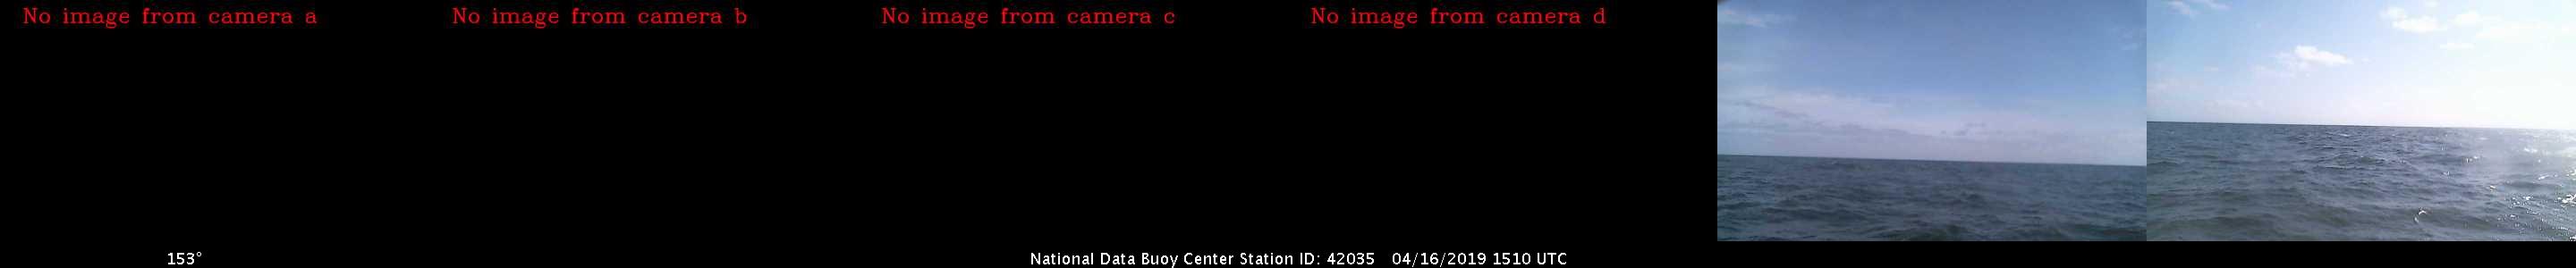 No image from camera a
No image from camera b
No image from camera c
No image from camera d
153°
National Data Buoy Center Station ID: 42035 04/16/2019 1510 UTC